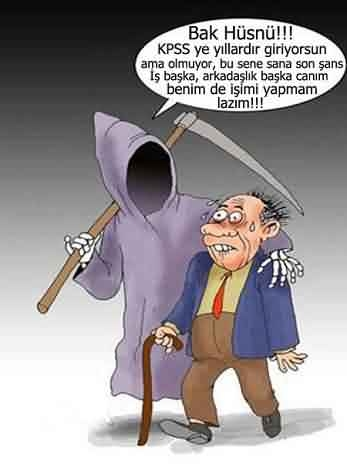 Bak Hüsnü!!!
KPSS ye yıllardır giriyorsun
ama olmuyor, bu sene sana son şans
İş başka, arkadaşlık başka canım
benim de işimi yapmam
lazım!!!